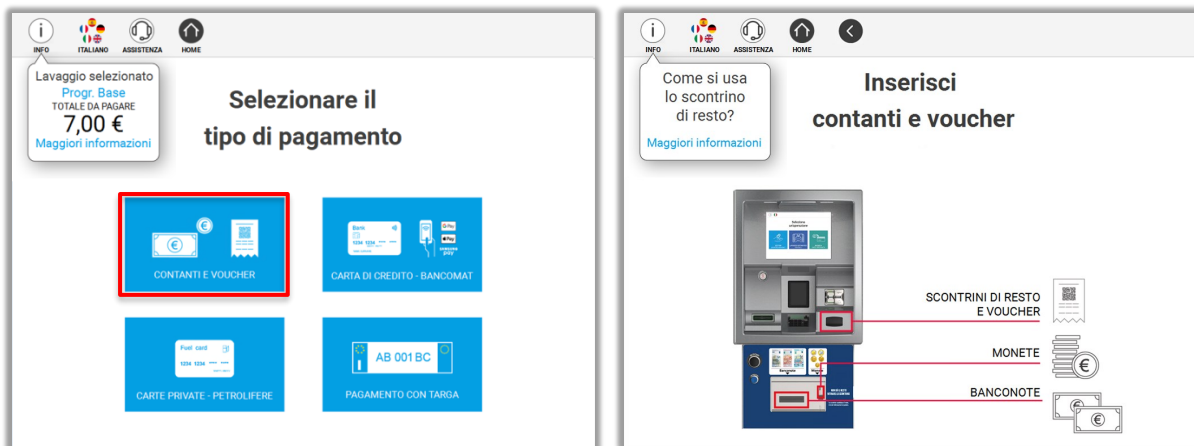 INFO
ITALIANO
ASSISTENZA
HOME
Lavaggio selezionato
Progr. Base
TOTALE DA PAGARE
7,00 €
Maggiori informazioni
Selezionare il
tipo di pagamento
CONTANTI E VOUCHER
Bank
1234 1234
G Pay
Pay
pay
CARTA DI CREDITO - BANCOMAT
Fuel card
1234 1234
CARTE PRIVATE - PETROLIFERE
AB 001 BC
PAGAMENTO CON TARGA
INFO
ITALIANO
ASSISTENZA
HOME
Come si usa
lo scontrino
di resto?
Maggiori informazioni
Inserisci
contanti e voucher
SCONTRINI DI RESTO
E VOUCHER
MONETE
BANCONOTE